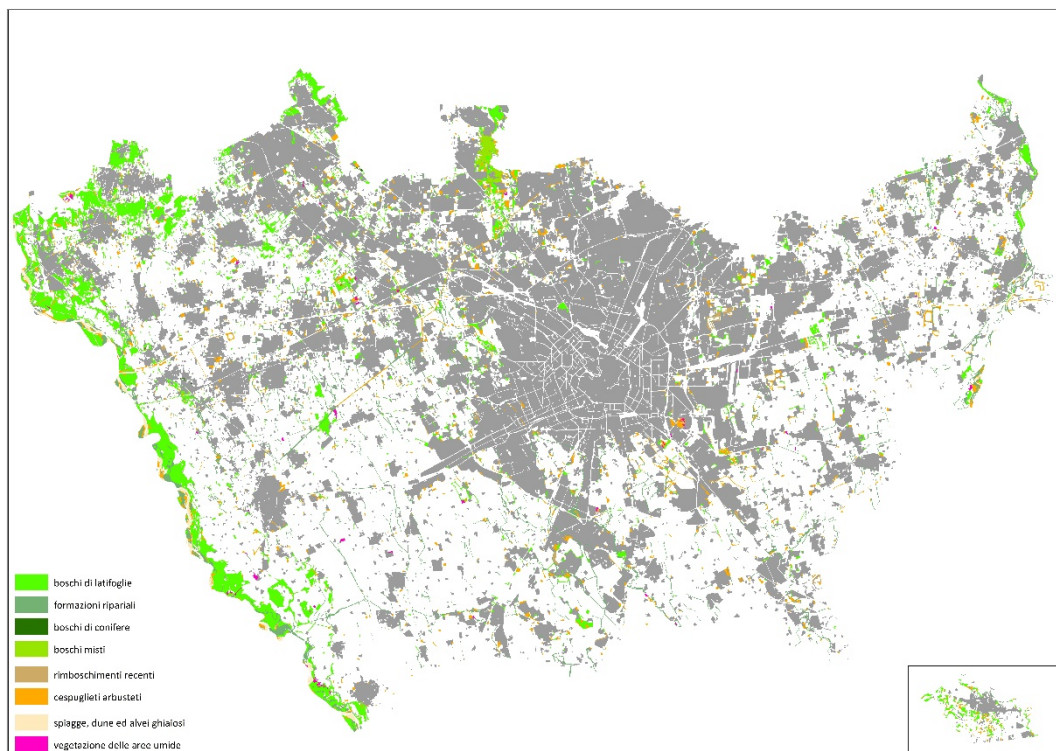 boschi di latifoglie
formazioni ripariali
boschi di conifere
boschi misti
rimboschimenti recenti
cespuglieti arbusteti
spiagge, dune ed alvei ghiaiosi
vegetazione delle aree umide